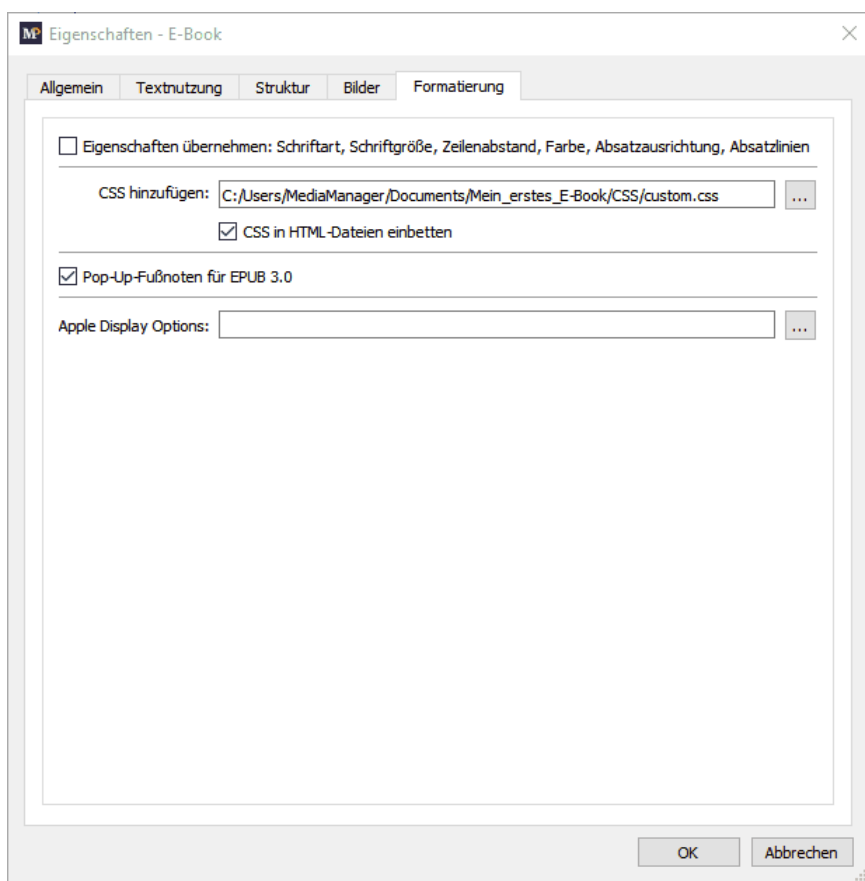 MP Eigenschaften - E-Book
Allgemein Textnutzung Struktur Bilder Formatierung
Eigenschaften übernehmen: Schriftart, Schriftgröße, Zeilenabstand, Farbe, Absatzausrichtung, Absatzlinien
CSS hinzufügen: C:/Users/MediaManager/Documents/Mein_erstes_E-Book/CSS/custom.css ...
CSS in HTML-Dateien einbetten
Pop-Up-Fußnoten für EPUB 3.0
Apple Display Options: ...
OK Abbrechen